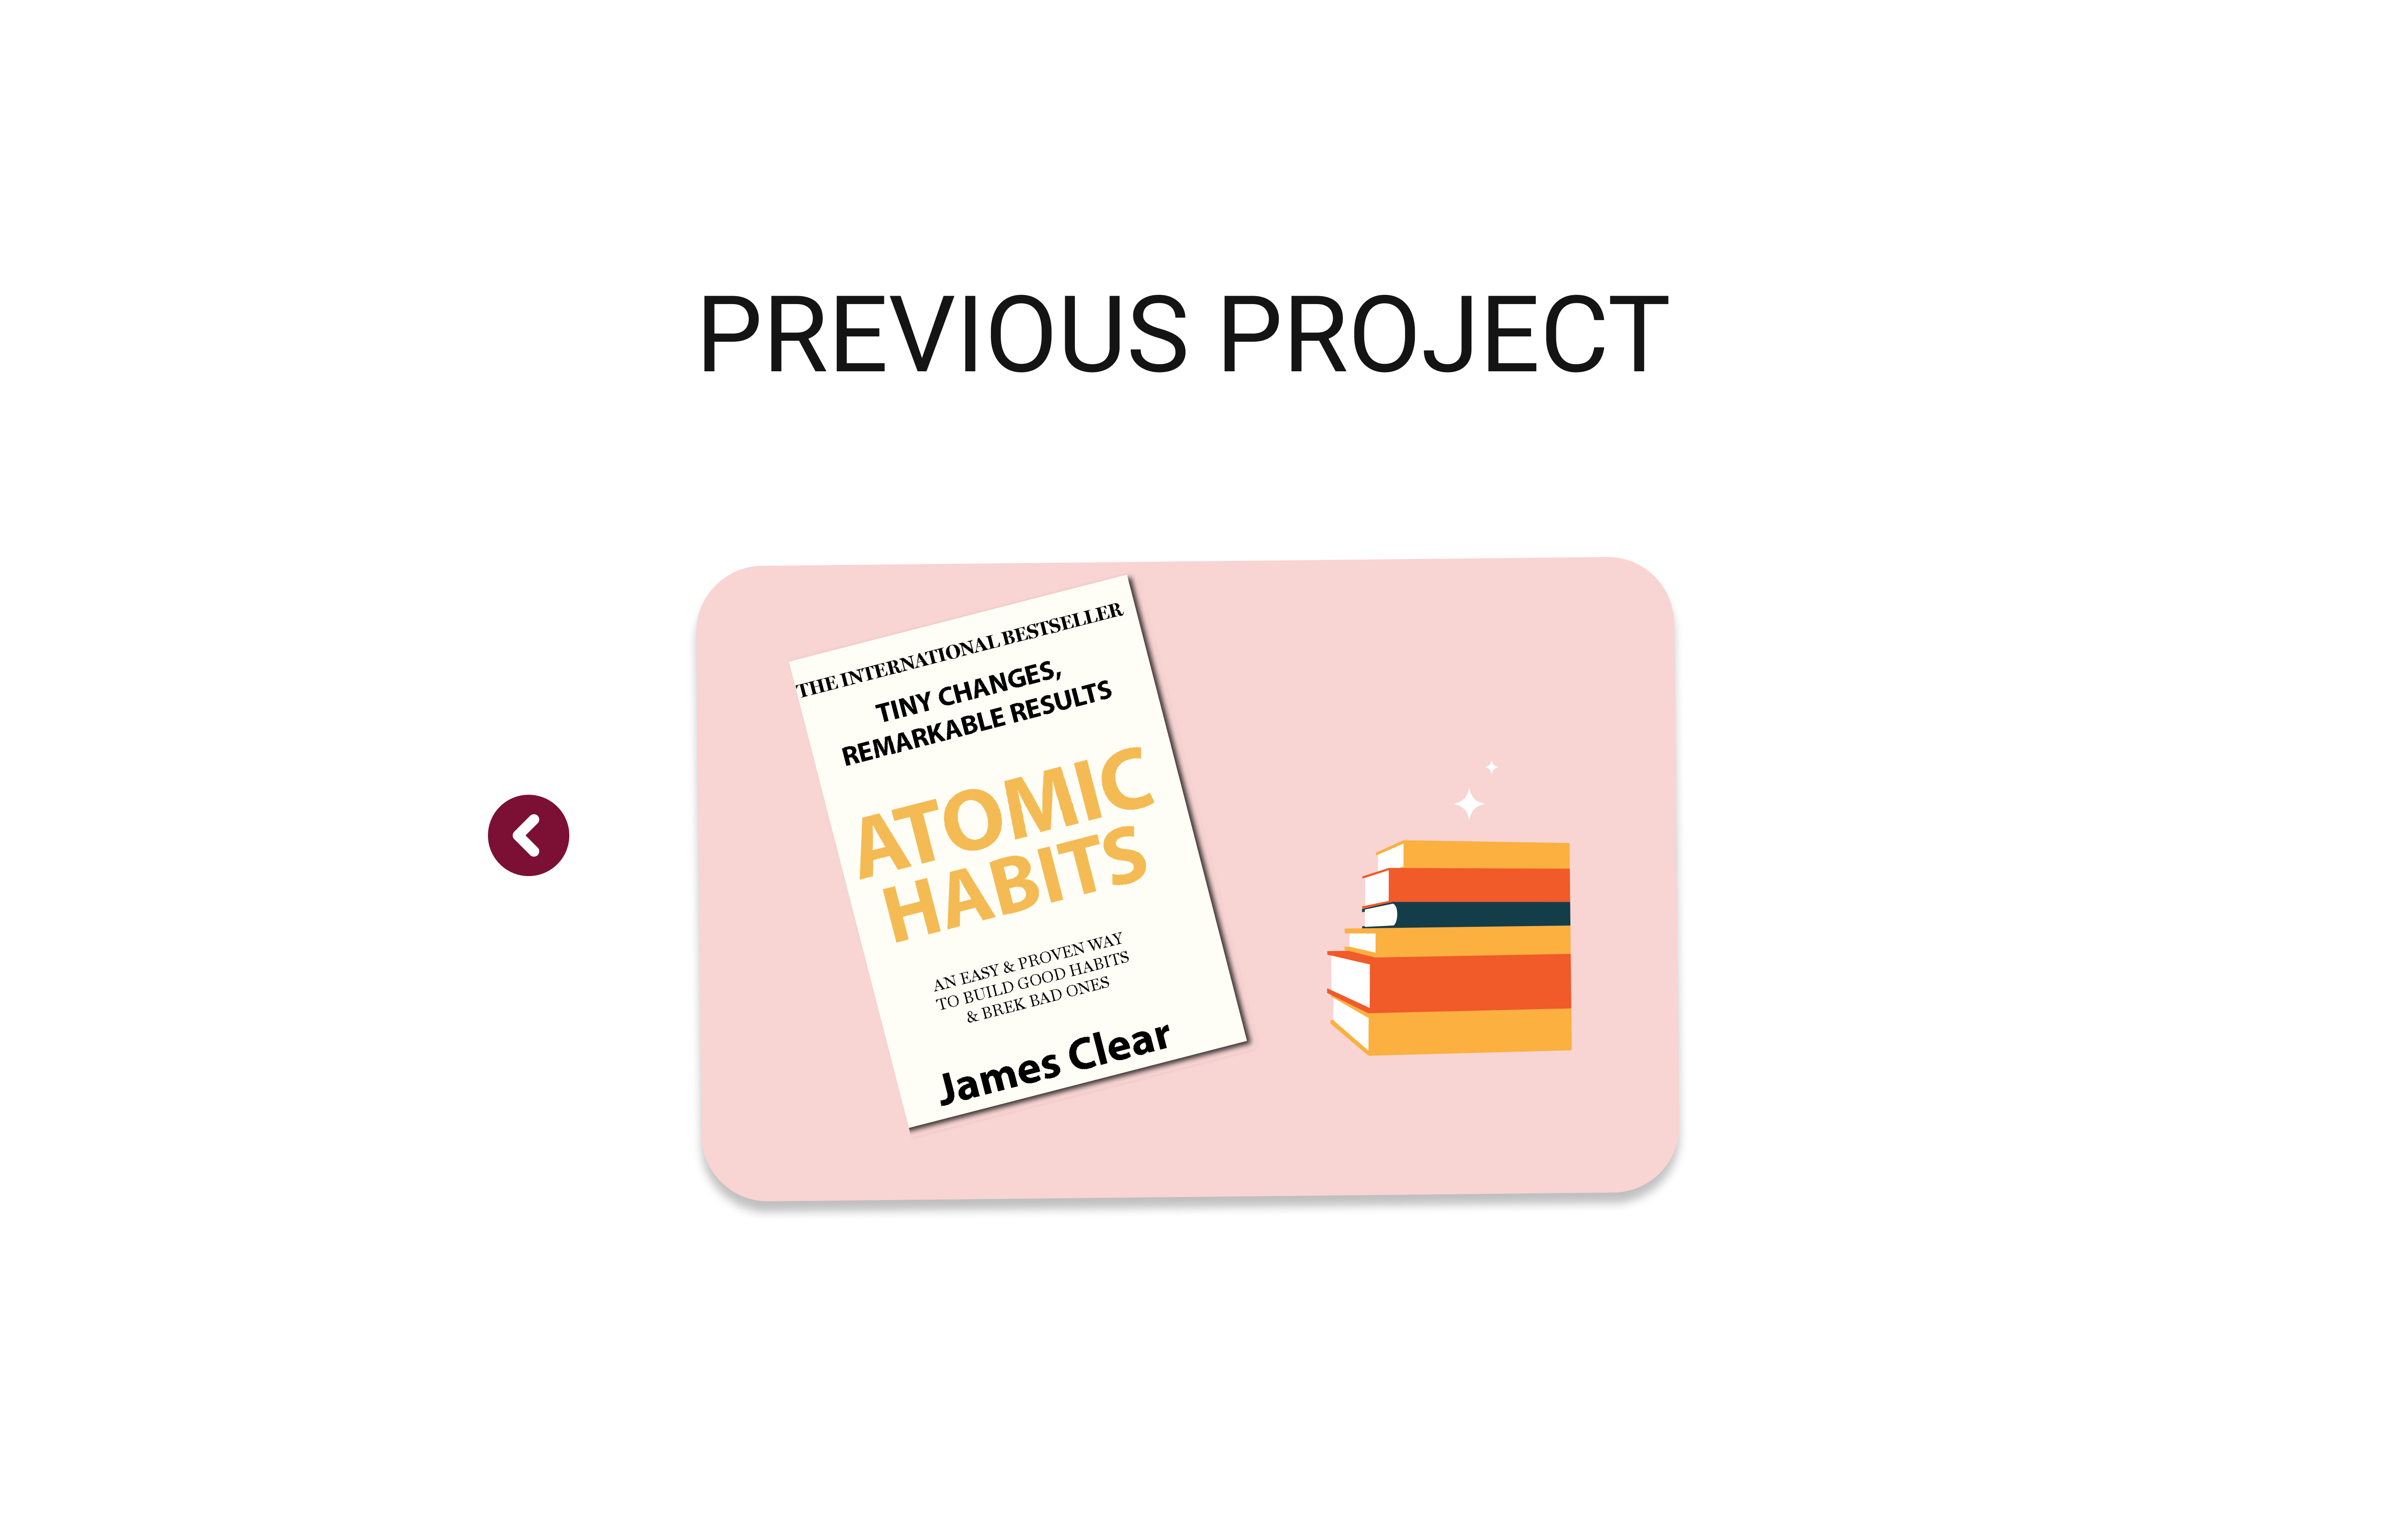 PREVIOUS PROJECT
THE INTERNATIONAL BESTSELLER
TINY CHANGES,
REMARKABLE RESULTS
ATOMIC
HABITS
AN EASY & PROVEN WAY
TO BUILD GOOD HABITS
& BREK BAD ONES
James Clear